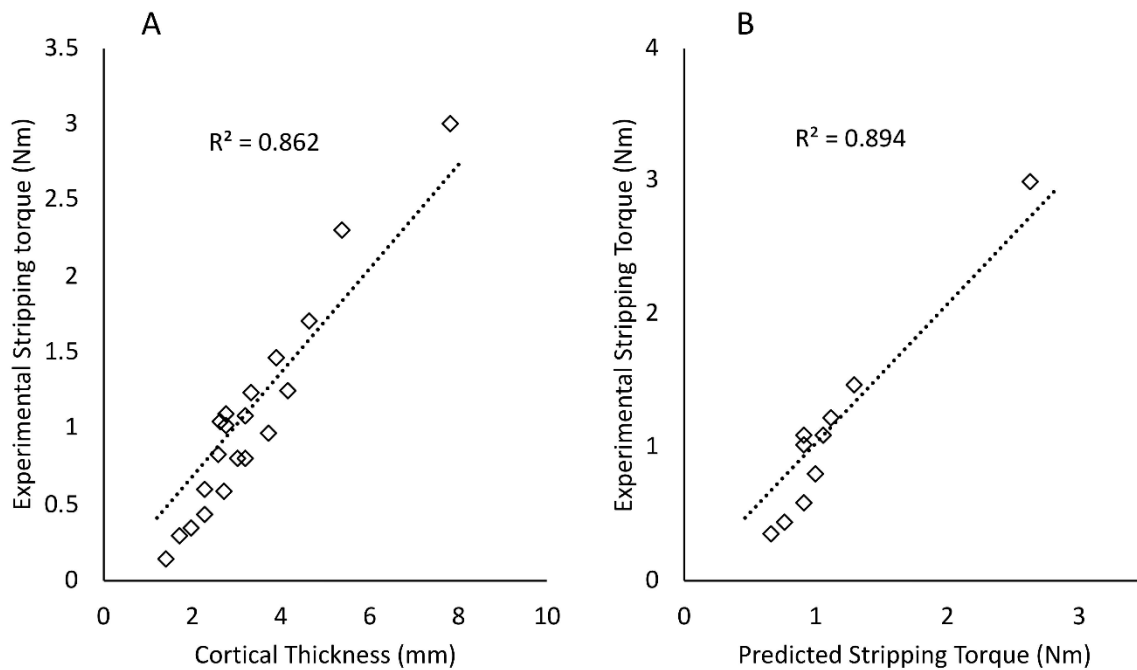 A
3.5
3
2.5
2
1.5
1
0.5
0
R² = 0.862
0
2
4
6
8
10
Experimental Stripping torque (Nm)
Cortical Thickness (mm)
B
4
3
2
1
0
R² = 0.894
0
1
2
3
Experimental Stripping Torque (Nm)
Predicted Stripping Torque (Nm)